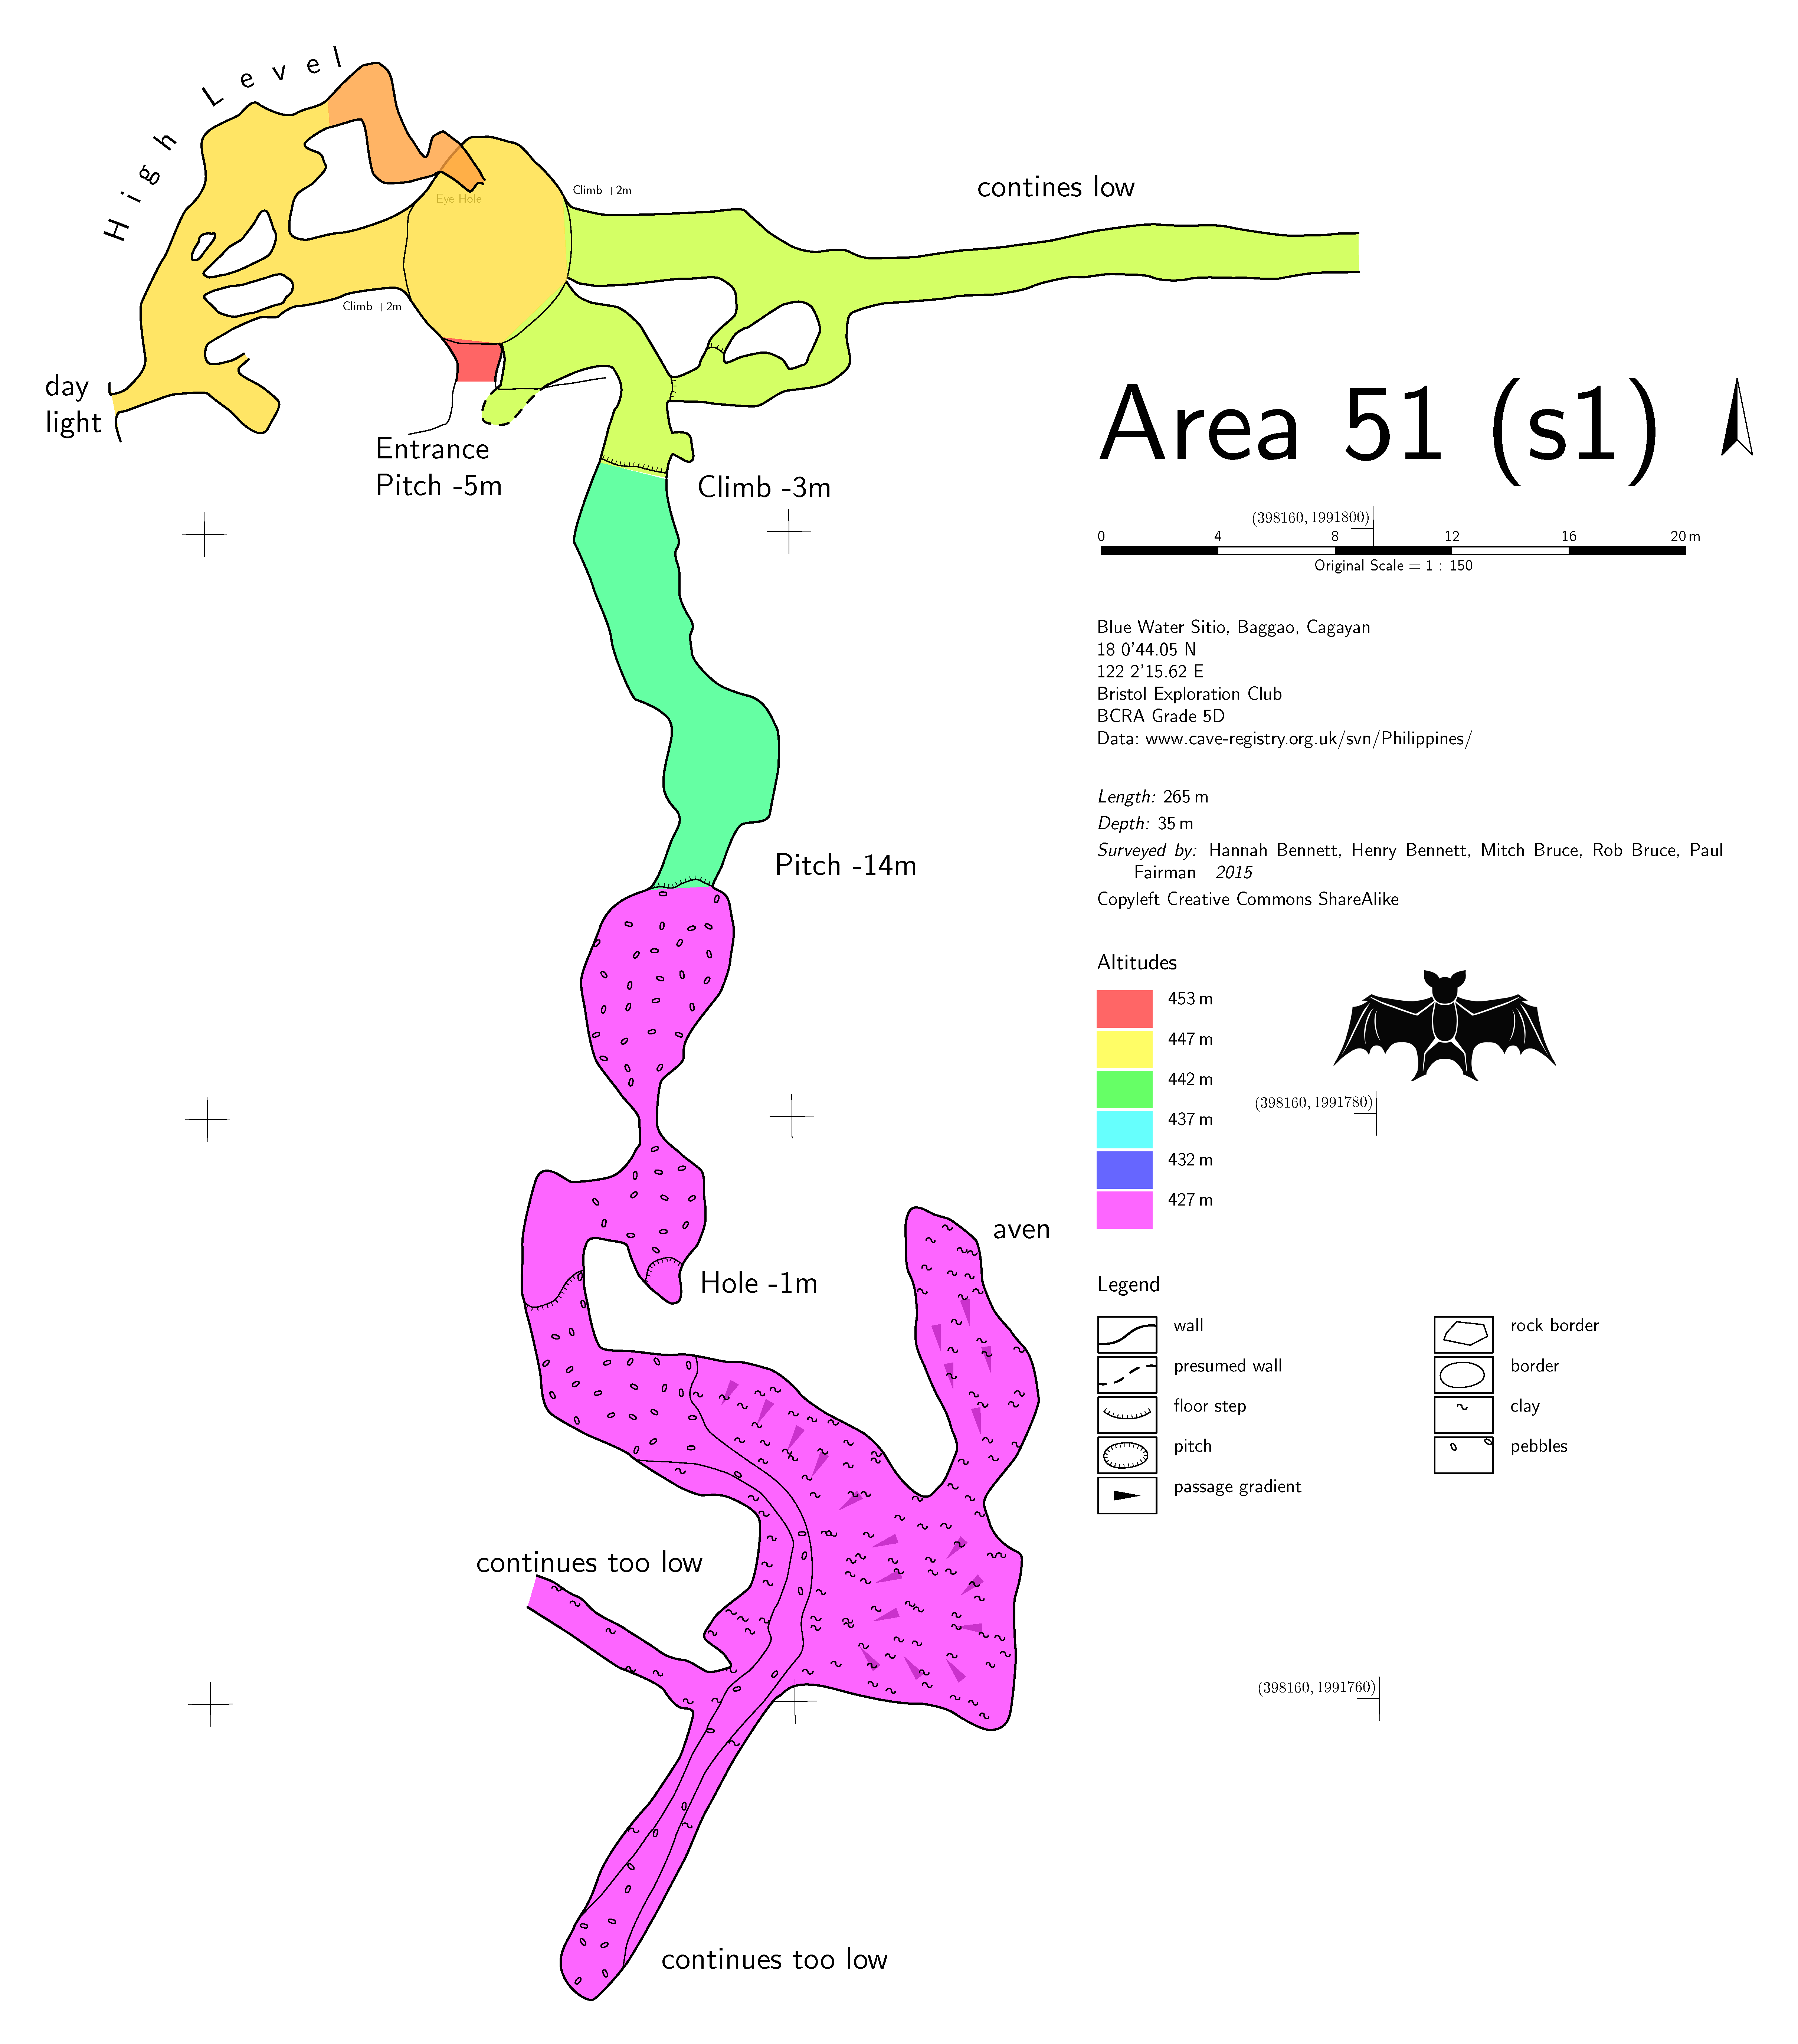 High Level
Eye Hole
Climb +2m
contines low
Climb +2m
day
light
Entrance
Pitch -5m
Climb -3m
Area 51 (s1)
(398160, 1991800)
0 4 8 12 16 20 m
Original Scale = 1 : 150
Blue Water Sitio, Baggao, Cagayan
18 0'44.05 N
122 2'15.62 E
Bristol Exploration Club
BCRA Grade 5D
Data: www.cave-registry.org.uk/svn/Philippines/
Length: 265 m
Depth: 35 m
Surveyed by: Hannah Bennett, Henry Bennett, Mitch Bruce, Rob Bruce, Paul
Fairman 2015
Copyleft Creative Commons ShareAlike
Pitch -14m
Altitudes
453 m
447 m
442 m
437 m
432 m
427 m
(398160, 1991780)
aven
Hole -1m
Legend
wall
presumed wall
floor step
pitch
passage gradient
rock border
border
clay
pebbles
continues too low
(398160, 1991760)
continues too low